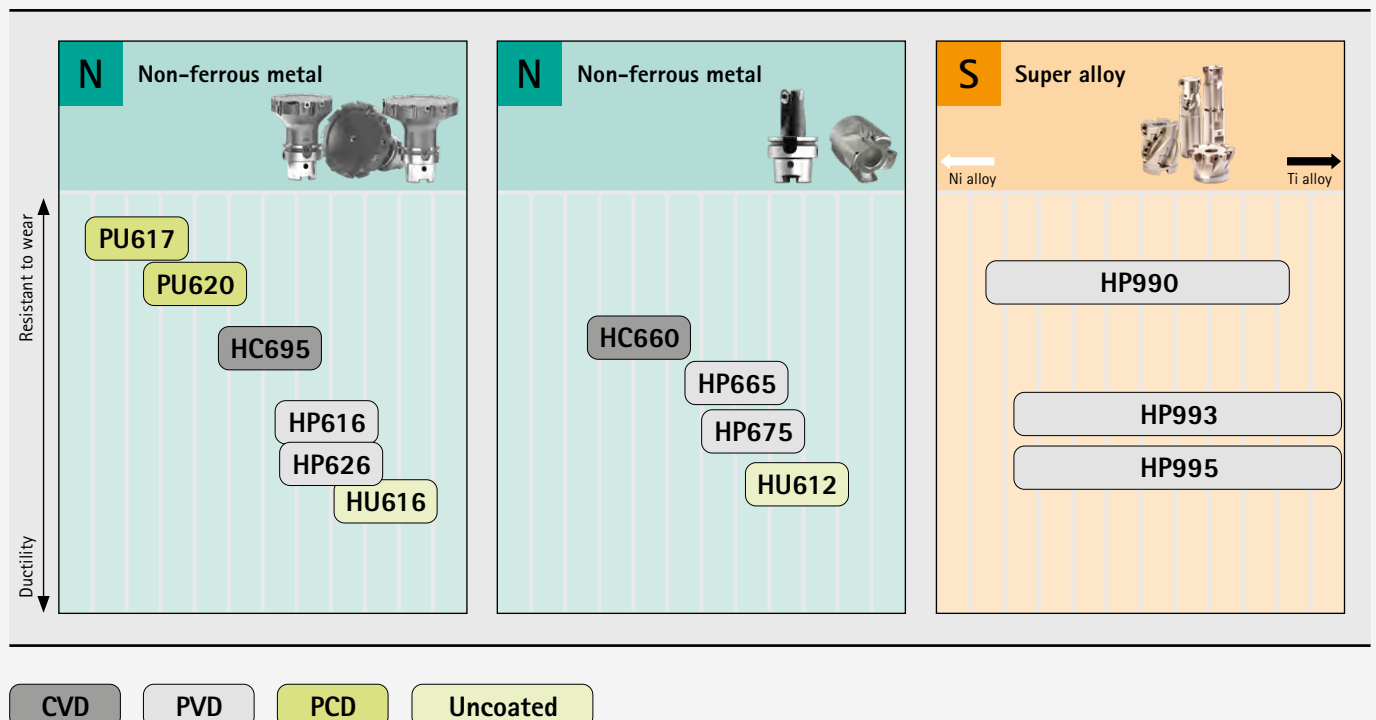 N
Non-ferrous metal
N
Non-ferrous metal
S
Super alloy
Ni alloy
Ti alloy
Resistant to wear
Ductility
PU617
PU620
HC695
HP616
HP626
HU616
HC660
HP665
HP675
HU612
HP990
HP993
HP995
CVD
PVD
PCD
Uncoated